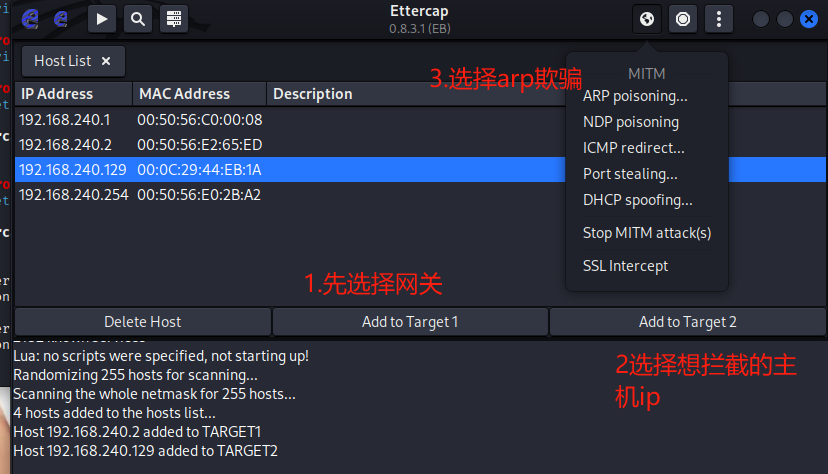 Ettercap
0.8.3.1 (EB)
Host List ×
3.选择arp欺骗
MITM
IP Address MAC Address Description
ARP poisoning...
192.168.240.1 00:50:56:C0:00:08
NDP poisoning
192.168.240.2 00:50:56:E2:65:ED
ICMP redirect...
192.168.240.129 00:0C:29:44:EB:1A
Port stealing...
192.168.240.254 00:50:56:E0:2B:A2
DHCP spoofing...
Stop MITM attack(s)
SSL Intercept
1.先选择网关
Delete Host Add to Target 1 Add to Target 2
Lua: no scripts were specified, not starting up!
Randomizing 255 hosts for scanning...
Scanning the whole netmask for 255 hosts...
4 hosts added to the hosts list...
Host 192.168.240.2 added to TARGET1
Host 192.168.240.129 added to TARGET2
2选择想拦截的主
机ip